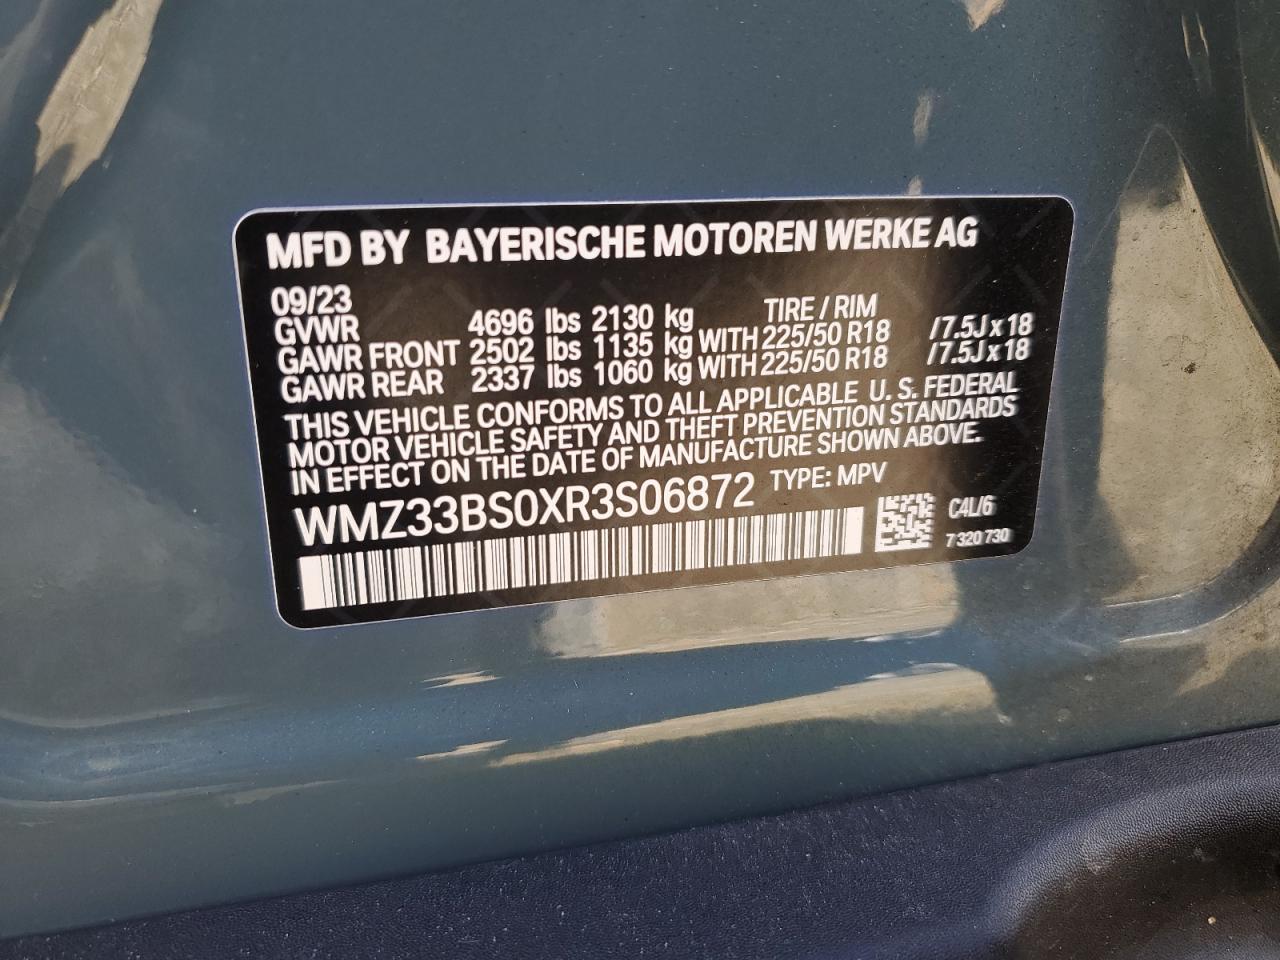 MFD BY BAYERISCHE MOTOREN WERKE AG
09/23 TIRE / RIM
GVWR 4696 lbs 2130 kg
GAWR FRONT 2502 lbs 1135 kg WITH 225/50 R18 /7.5J x 18
GAWR REAR 2337 lbs 1060 kg WITH 225/50 R18 /7.5J x 18
THIS VEHICLE CONFORMS TO ALL APPLICABLE U. S. FEDERAL
MOTOR VEHICLE SAFETY AND THEFT PREVENTION STANDARDS
IN EFFECT ON THE DATE OF MANUFACTURE SHOWN ABOVE.
WMZ33BS0XR3S06872 TYPE: MPV
C4L/6
7 320 730